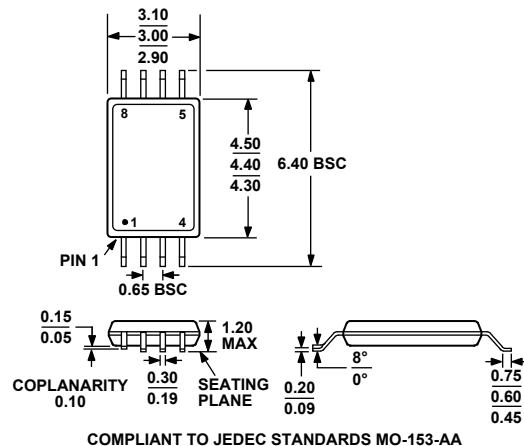 3.10
3.00
2.90
8 5
4.50
4.40
4.30
6.40 BSC
1 4
PIN 1
0.65 BSC
0.15
0.05
1.20
MAX
COPLANARITY
0.10
0.30
0.19
SEATING
PLANE
0.20
0.09
8°
0°
0.75
0.60
0.45
COMPLIANT TO JEDEC STANDARDS MO-153-AA